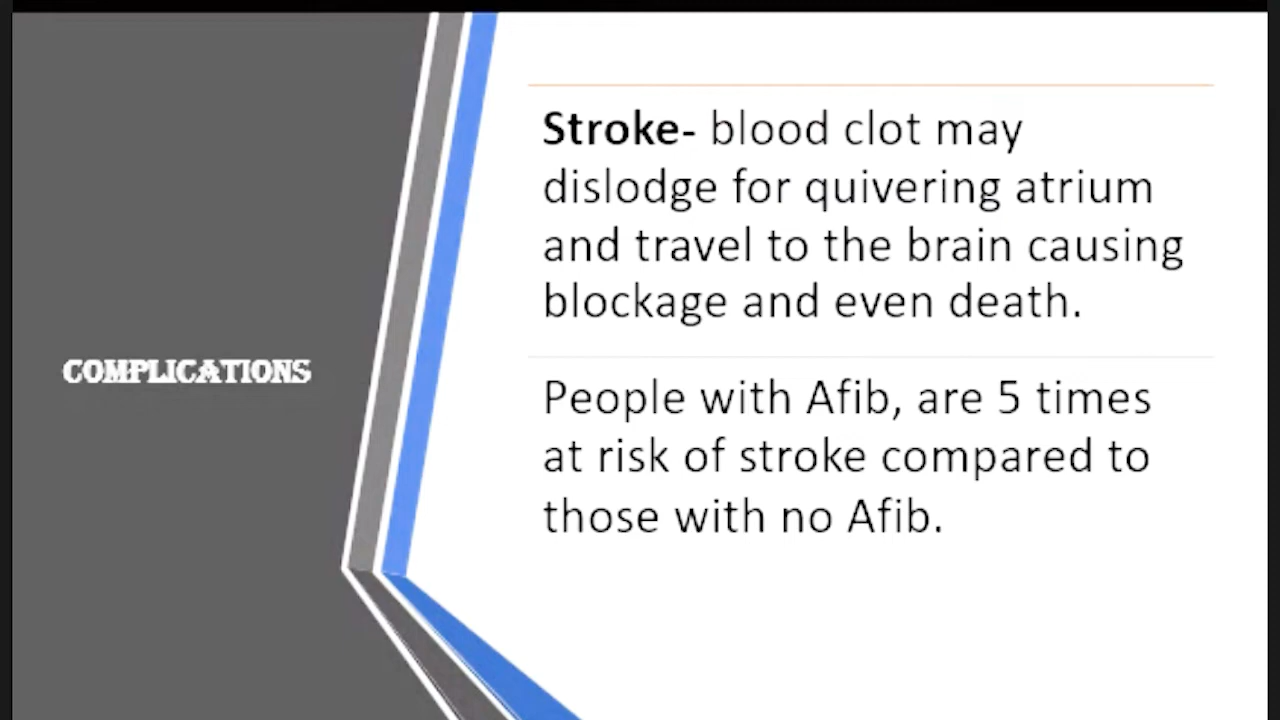 COMPLICATIONS
Stroke- blood clot may
dislodge for quivering atrium
and travel to the brain causing
blockage and even death.
People with Afib, are 5 times
at risk of stroke compared to
those with no Afib.